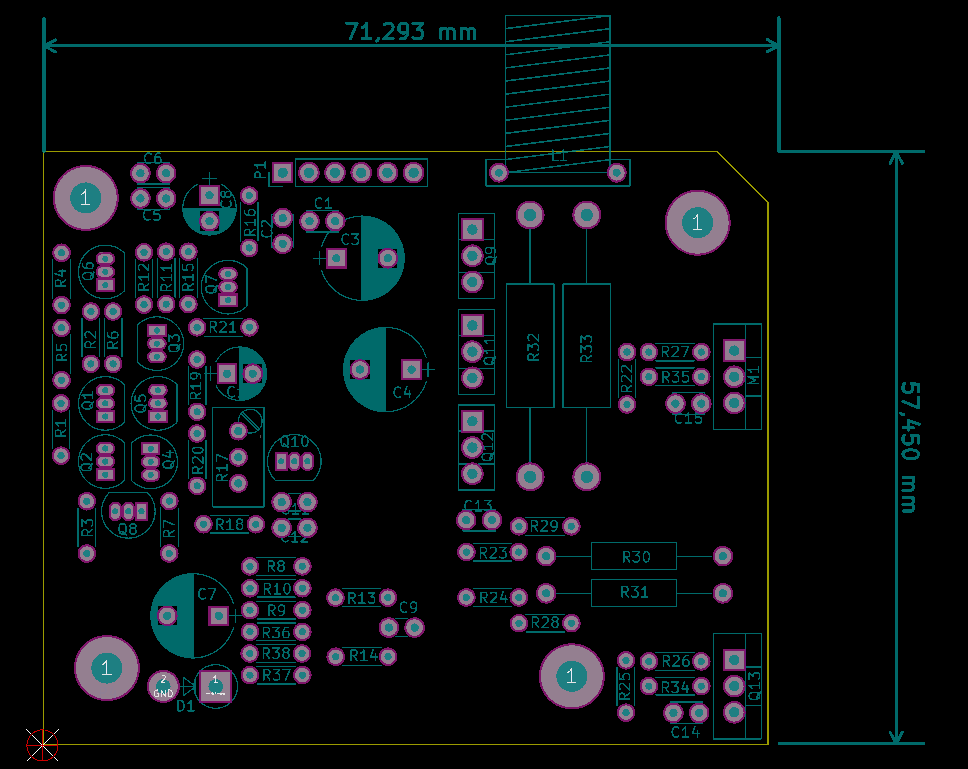 71,293 mm
L1
C6
P1
1
C5
C8
R16
C2
C1
C3
1
R4
Q6
R12
R11
R15
Q7
Q9
R5
R2
R6
Q3
R21
Q11
R32
R33
R27
M1
R22
R35
C15
R19
C4
Q1
Q5
R1
57,450 mm
Q2
Q4
R20
R17
Q10
Q12
R3
Q8
R7
R18
C12
C13
R29
R23
R30
R8
R10
R9
R36
R38
R37
R13
C9
R14
R24
R31
R28
C7
1
2
GND
1
D1
1
R25
R26
R34
Q13
C14